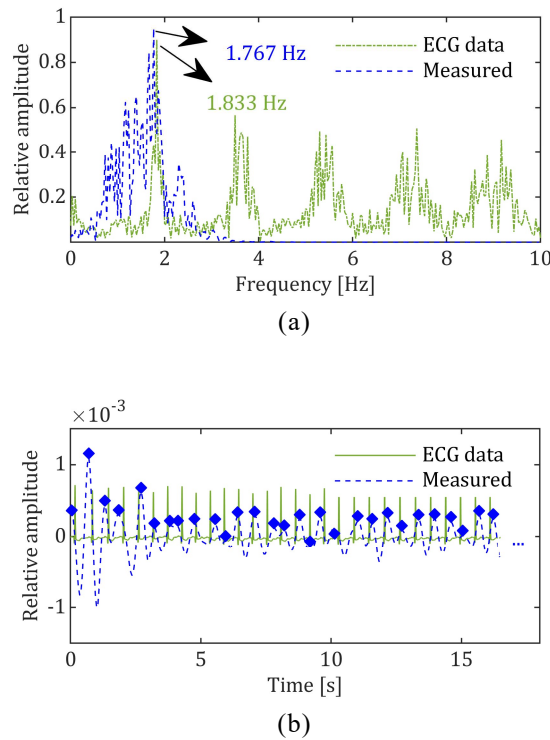 1
0.8
0.6
0.4
0.2
Relative amplitude
1.767 Hz
1.833 Hz
ECG data
Measured
0 2 4 6 8 10
Frequency [Hz]
(a)
×10-3
1
0
-1
Relative amplitude
ECG data
Measured
...
0 5 10 15
Time [s]
(b)